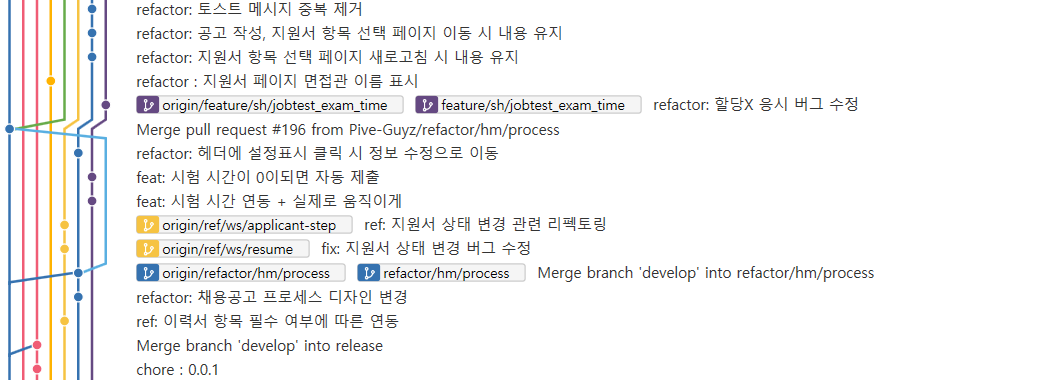 refactor: 토스트 메시지 중복 제거
refactor: 공고 작성, 지원서 항목 선택 페이지 이동 시 내용 유지
refactor: 지원서 항목 선택 페이지 새로고침 시 내용 유지
refactor : 지원서 페이지 면접관 이름 표시
origin/feature/sh/jobtest_exam_time feature/sh/jobtest_exam_time refactor: 할당X 응시 버그 수정
Merge pull request #196 from Pive-Guyz/refactor/hm/process
refactor: 헤더에 설정표시 클릭 시 정보 수정으로 이동
feat: 시험 시간이 0이되면 자동 제출
feat: 시험 시간 연동 + 실제로 움직이게
origin/ref/ws/applicant-step ref: 지원서 상태 변경 관련 리펙토링
origin/ref/ws/resume fix: 지원서 상태 변경 버그 수정
origin/refactor/hm/process refactor/hm/process Merge branch 'develop' into refactor/hm/process
refactor: 채용공고 프로세스 디자인 변경
ref: 이력서 항목 필수 여부에 따른 연동
Merge branch 'develop' into release
chore : 0.0.1